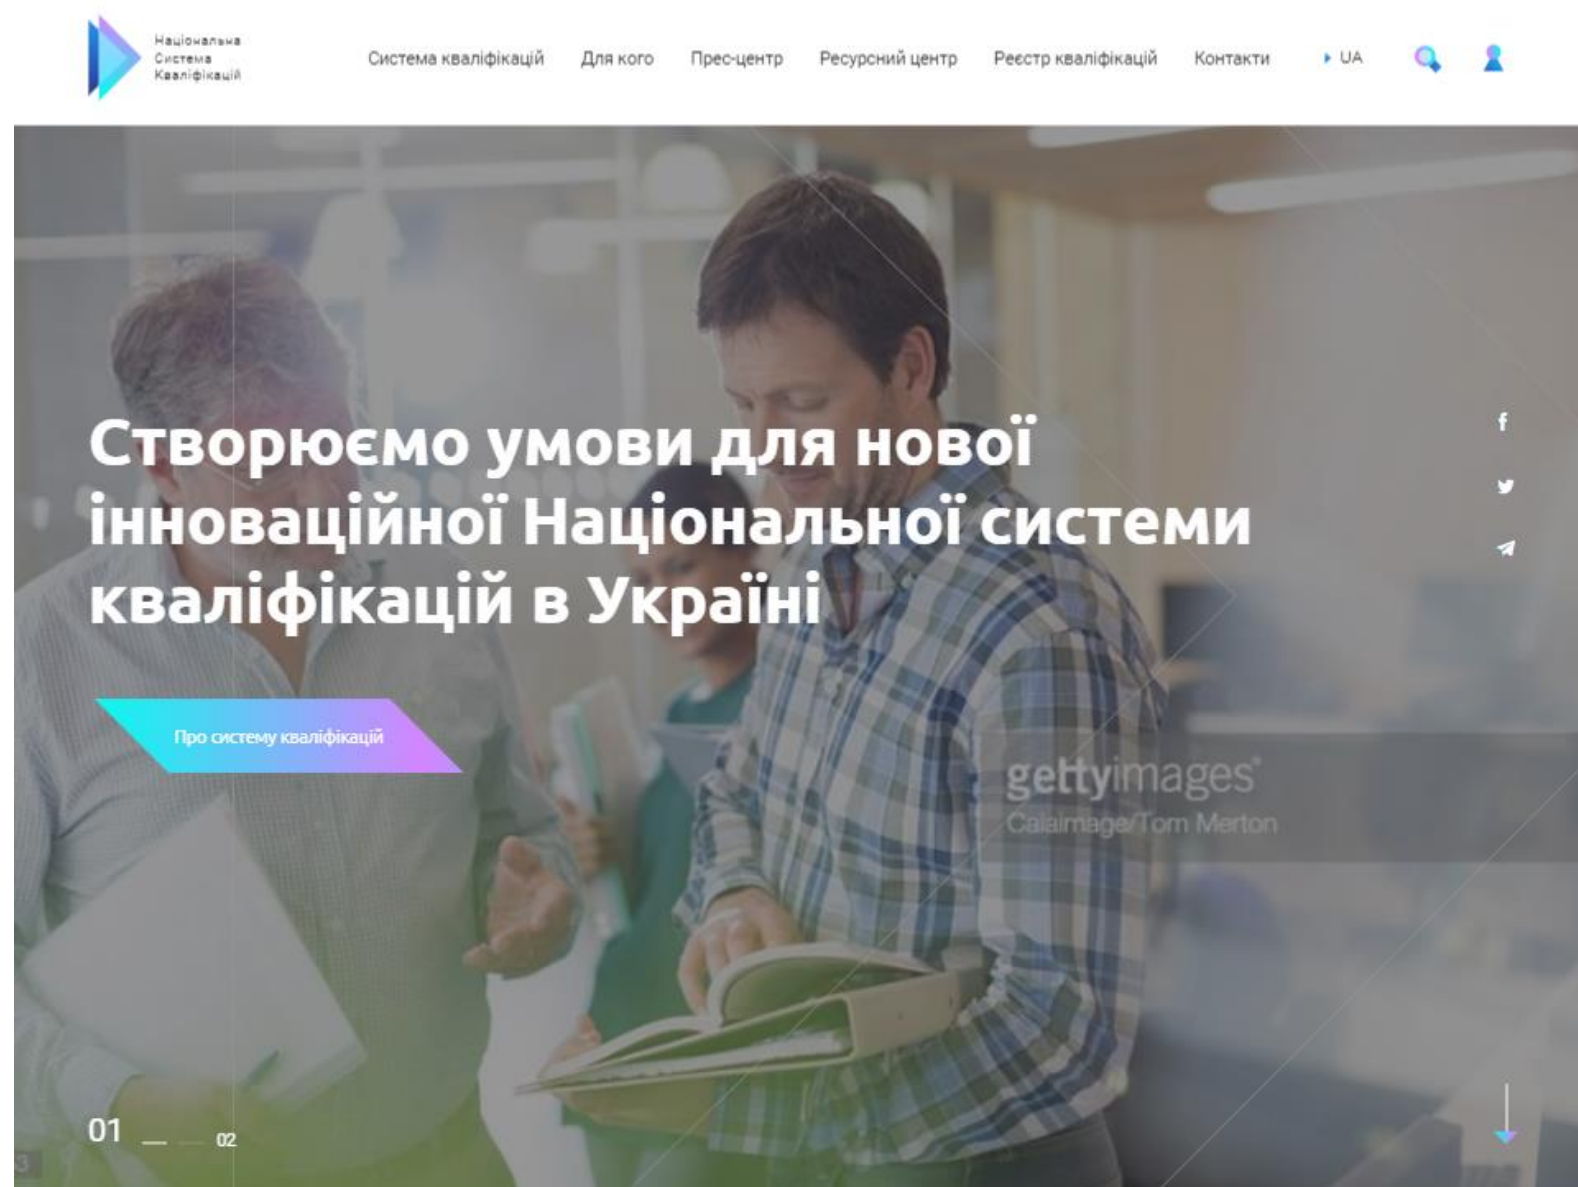 Національна
Система
Кваліфікацій
Система кваліфікацій Для кого Прес-центр Ресурсний центр Реєстр кваліфікацій Контакти UA
Створюємо умови для нової
інноваційної Національної системи
кваліфікацій в Україні
Про систему кваліфікацій
gettyimages®
Caiaimage/Tom Merton
01 02
3